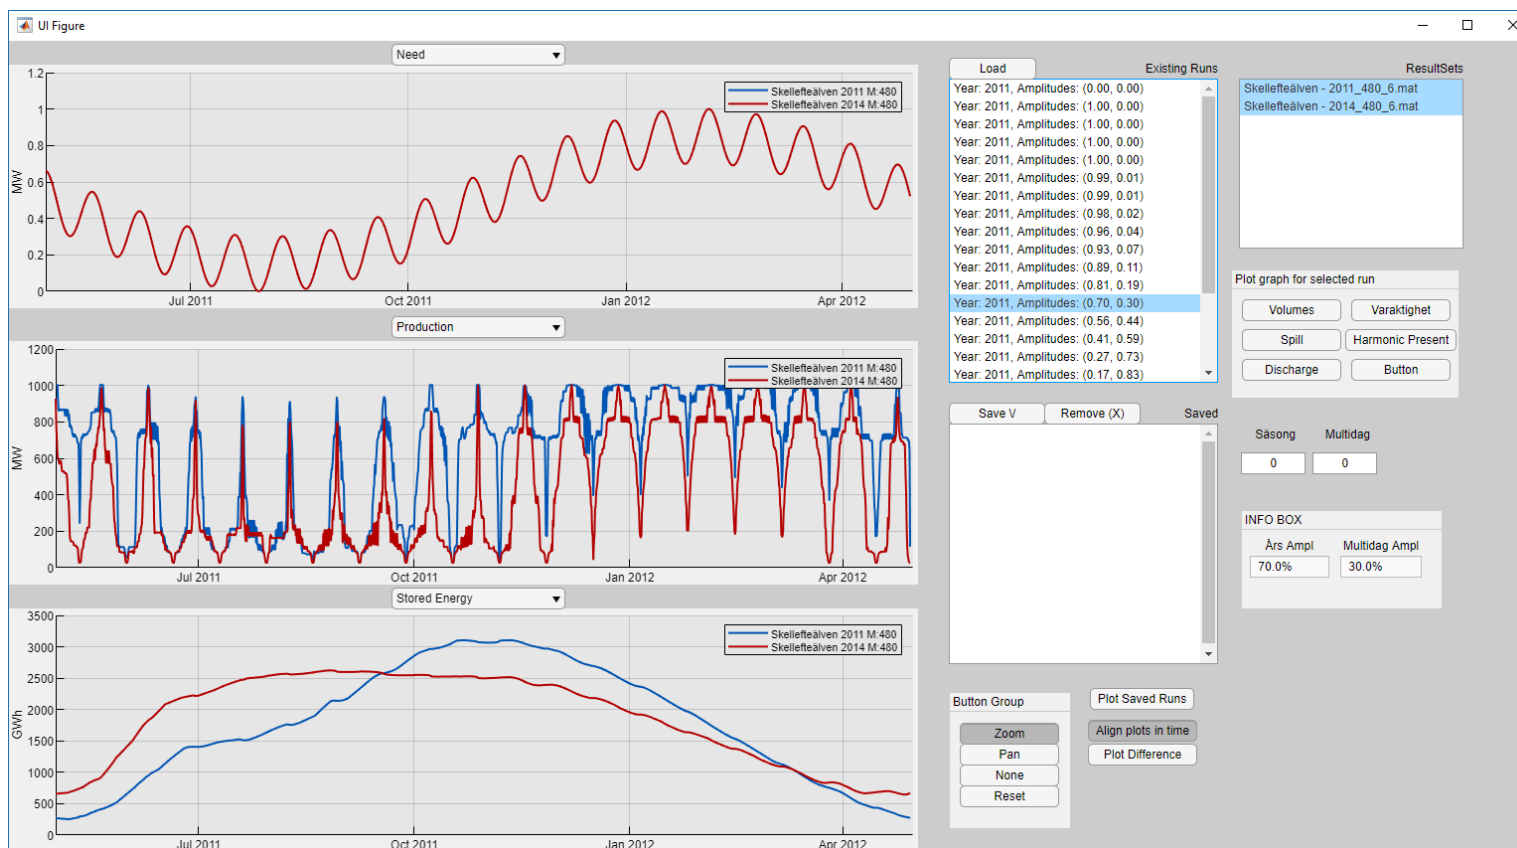 UI Figure
Need
1.2
1
0.8
0.6
0.4
0.2
0
MW
Skellefteälven 2011 M:480
Skellefteälven 2014 M:480
Jul 2011
Oct 2011
Jan 2012
Apr 2012
Production
1200
1000
800
600
400
200
0
MW
Skellefteälven 2011 M:480
Skellefteälven 2014 M:480
Jul 2011
Oct 2011
Jan 2012
Apr 2012
Stored Energy
3500
3000
2500
2000
1500
1000
500
0
GWh
Skellefteälven 2011 M:480
Skellefteälven 2014 M:480
Jul 2011
Oct 2011
Jan 2012
Apr 2012
Load
Existing Runs
Year: 2011, Amplitudes: (0.00, 0.00)
Year: 2011, Amplitudes: (1.00, 0.00)
Year: 2011, Amplitudes: (1.00, 0.00)
Year: 2011, Amplitudes: (1.00, 0.00)
Year: 2011, Amplitudes: (1.00, 0.00)
Year: 2011, Amplitudes: (0.99, 0.01)
Year: 2011, Amplitudes: (0.99, 0.01)
Year: 2011, Amplitudes: (0.98, 0.02)
Year: 2011, Amplitudes: (0.96, 0.04)
Year: 2011, Amplitudes: (0.93, 0.07)
Year: 2011, Amplitudes: (0.89, 0.11)
Year: 2011, Amplitudes: (0.81, 0.19)
Year: 2011, Amplitudes: (0.70, 0.30)
Year: 2011, Amplitudes: (0.56, 0.44)
Year: 2011, Amplitudes: (0.41, 0.59)
Year: 2011, Amplitudes: (0.27, 0.73)
Year: 2011, Amplitudes: (0.17, 0.83)
ResultSets
Skellefteälven - 2011_480_6.mat
Skellefteälven - 2014_480_6.mat
Plot graph for selected run
Volumes
Varaktighet
Spill
Harmonic Present
Discharge
Button
Save V
Remove (X)
Saved
Säsong
Multidag
0
0
INFO BOX
Års Ampl
Multidag Ampl
70.0%
30.0%
Button Group
Zoom
Pan
None
Reset
Plot Saved Runs
Align plots in time
Plot Difference